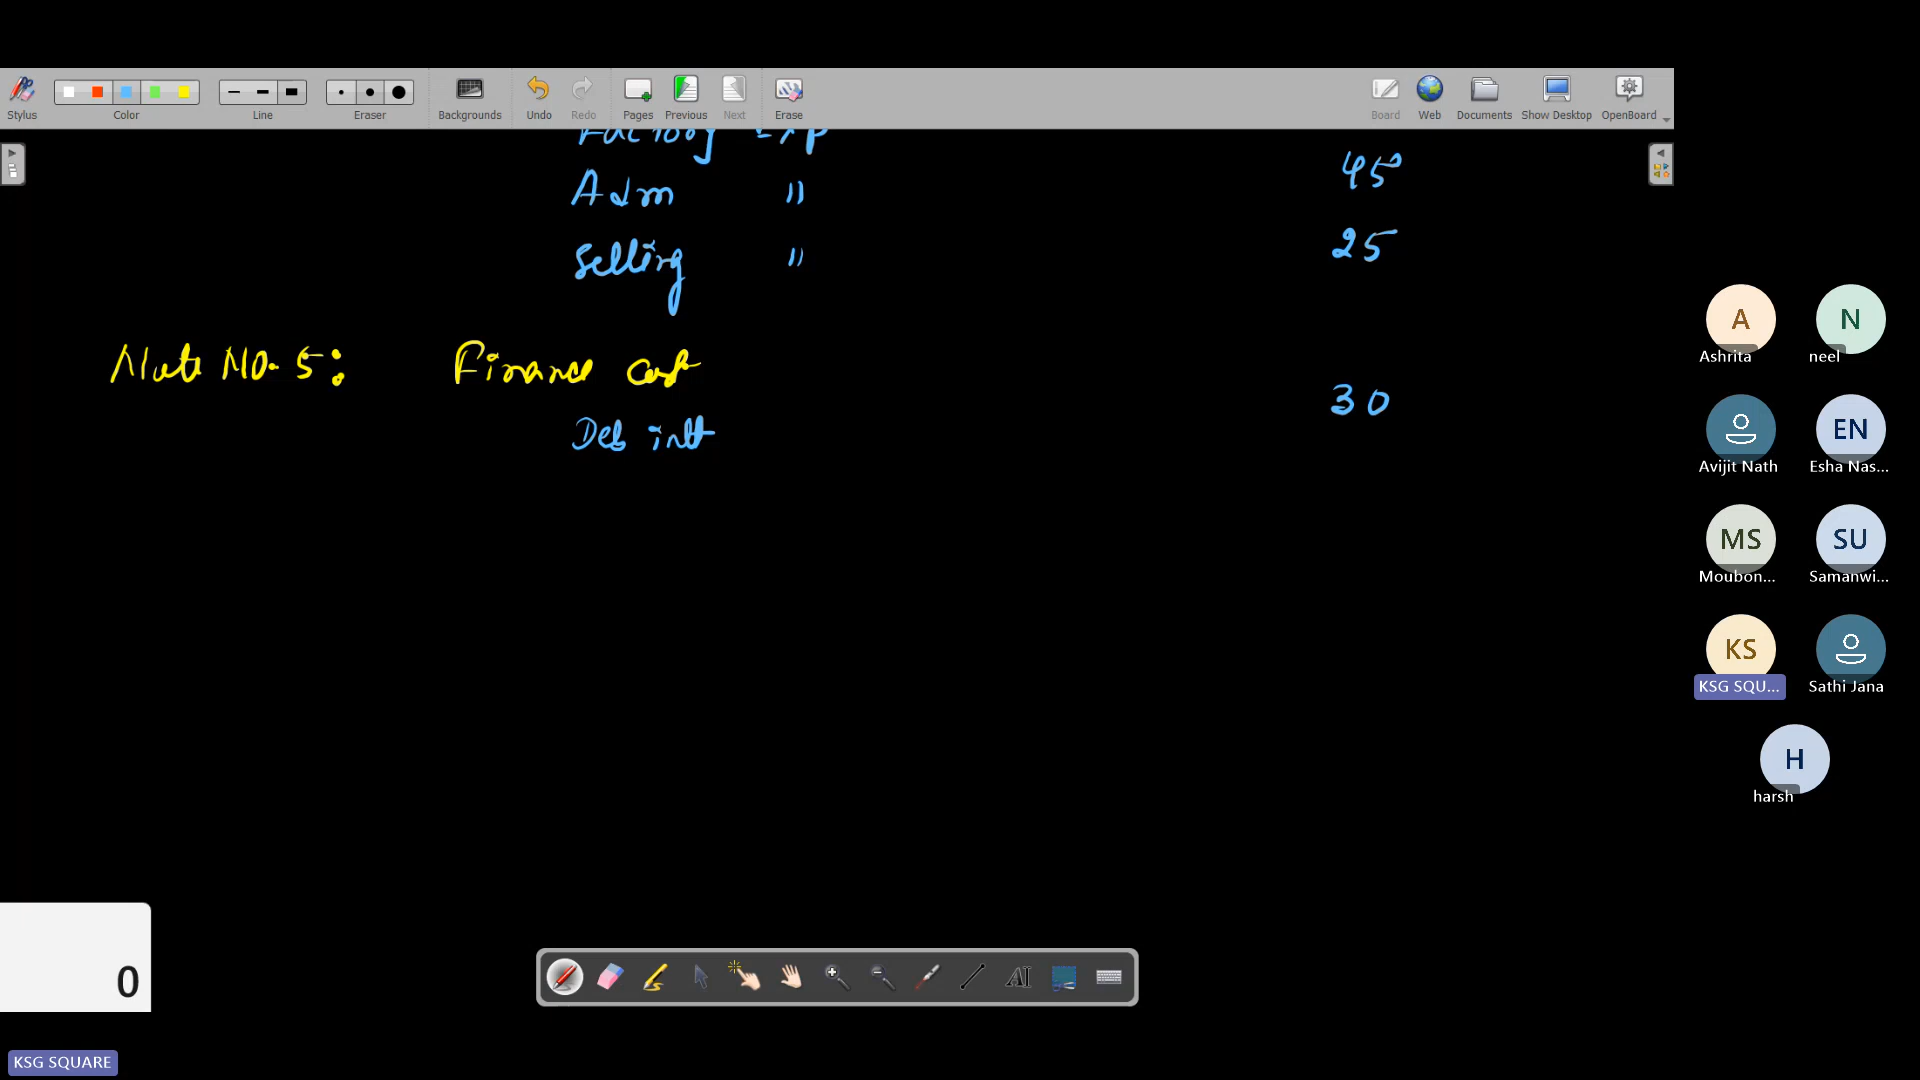 Stylus Color Line Eraser Backgrounds Undo Redo Pages Previous Next Erase Board Web Documents Show Desktop OpenBoard
Factory Exp
45
Adm "
25
Selling "
Note No. 5: Finance cost
30
Deb intt
A N
Ashrita neel
EN
Avijit Nath Esha Nas...
MS SU
Moubon... Samanwi...
KS
KSG SQU... Sathi Jana
H
harsh
0
AI
KSG SQUARE